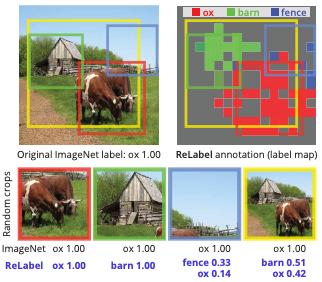 ox barn fence
Original ImageNet label: ox 1.00
ReLabel annotation (label map)
Random crops
ImageNet ox 1.00 ox 1.00 ox 1.00 ox 1.00
ReLabel ox 1.00 barn 1.00 fence 0.33 barn 0.51
ox 0.14 ox 0.42